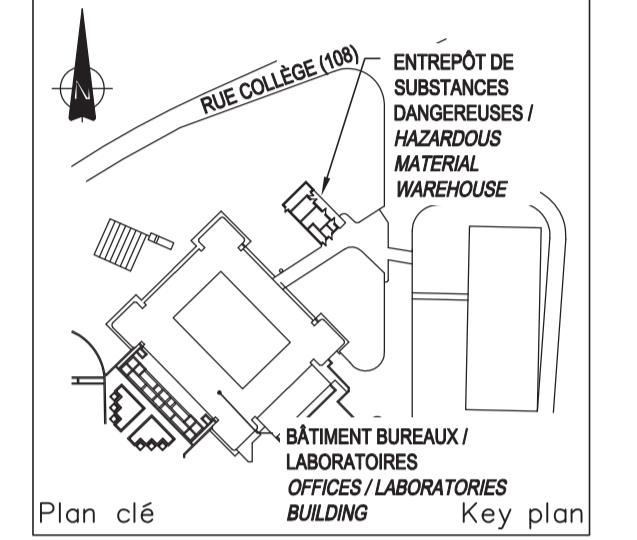 N
RUE COLLÈGE (108)
ENTREPÔT DE
SUBSTANCES
DANGEREUSES /
HAZARDOUS
MATERIAL
WAREHOUSE
BÂTIMENT BUREAUX /
LABORATOIRES
OFFICES / LABORATORIES
BUILDING
Plan clé
Key plan